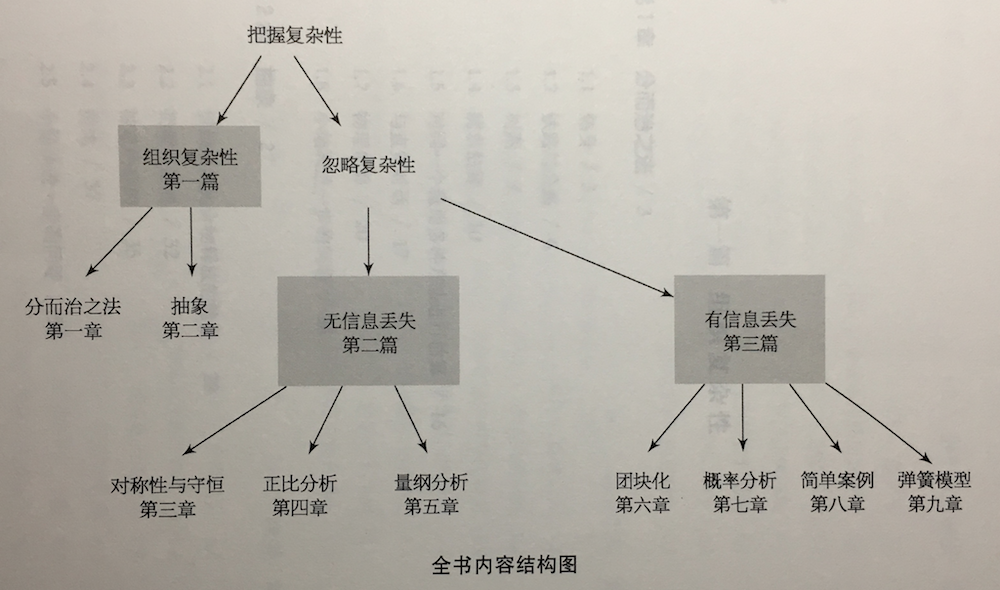 把握复杂性
组织复杂性
第一篇
忽略复杂性
分而治之法
第一章
抽象
第二章
无信息丢失
第二篇
有信息丢失
第三篇
对称性与守恒
第三章
正比分析
第四章
量纲分析
第五章
团块化
第六章
概率分析
第七章
简单案例
第八章
弹簧模型
第九章
全书内容结构图